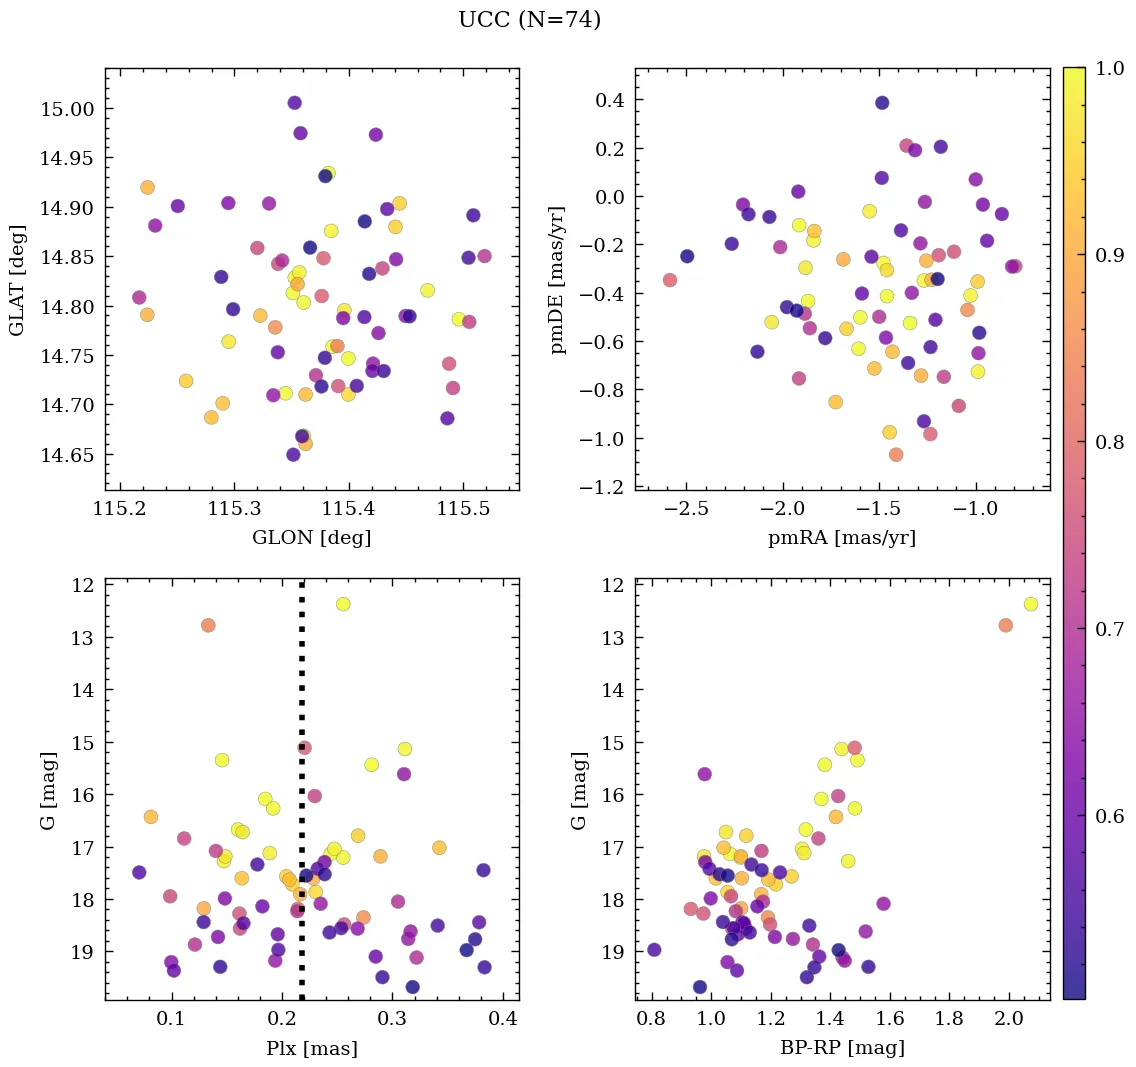 UCC (N=74)
15.00
14.95
14.90
14.85
14.80
14.75
14.70
14.65
GLAT [deg]
115.2 115.3 115.4 115.5
GLON [deg]
0.4
0.2
0.0
−0.2
−0.4
−0.6
−0.8
−1.0
−1.2
pmDE [mas/yr]
−2.5 −2.0 −1.5 −1.0
pmRA [mas/yr]
1.0
0.9
0.8
0.7
0.6
12
13
14
15
16
17
18
19
G [mag]
0.1 0.2 0.3 0.4
Plx [mas]
12
13
14
15
16
17
18
19
G [mag]
0.8 1.0 1.2 1.4 1.6 1.8 2.0
BP-RP [mag]